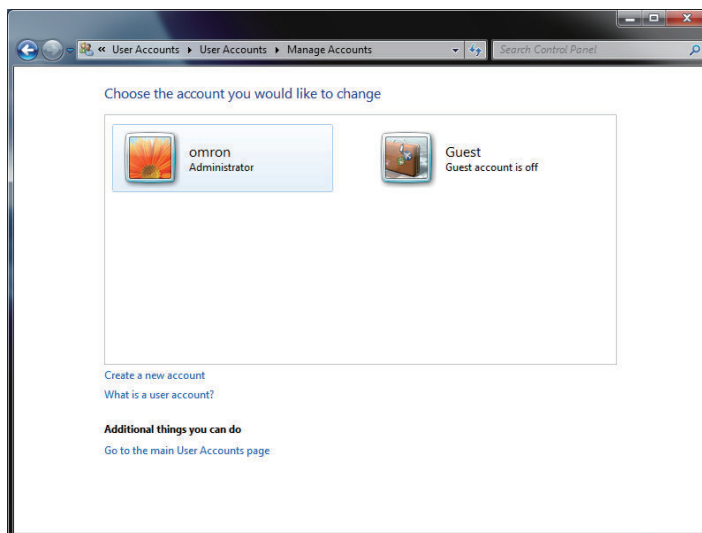 « User Accounts ▸ User Accounts ▸ Manage Accounts
Search Control Panel
Choose the account you would like to change
omron
Administrator
Guest
Guest account is off
Create a new account
What is a user account?
Additional things you can do
Go to the main User Accounts page